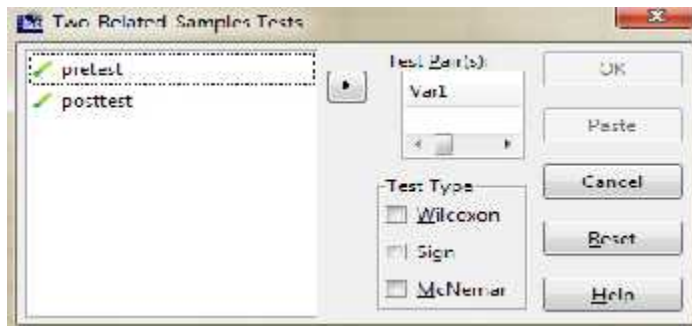 Two-Related-Samples Tests
pretest
posttest
Test Pair(s):
Var1
Test Type
Wilcoxon
Sign
McNemar
OK
Paste
Cancel
Reset
Help